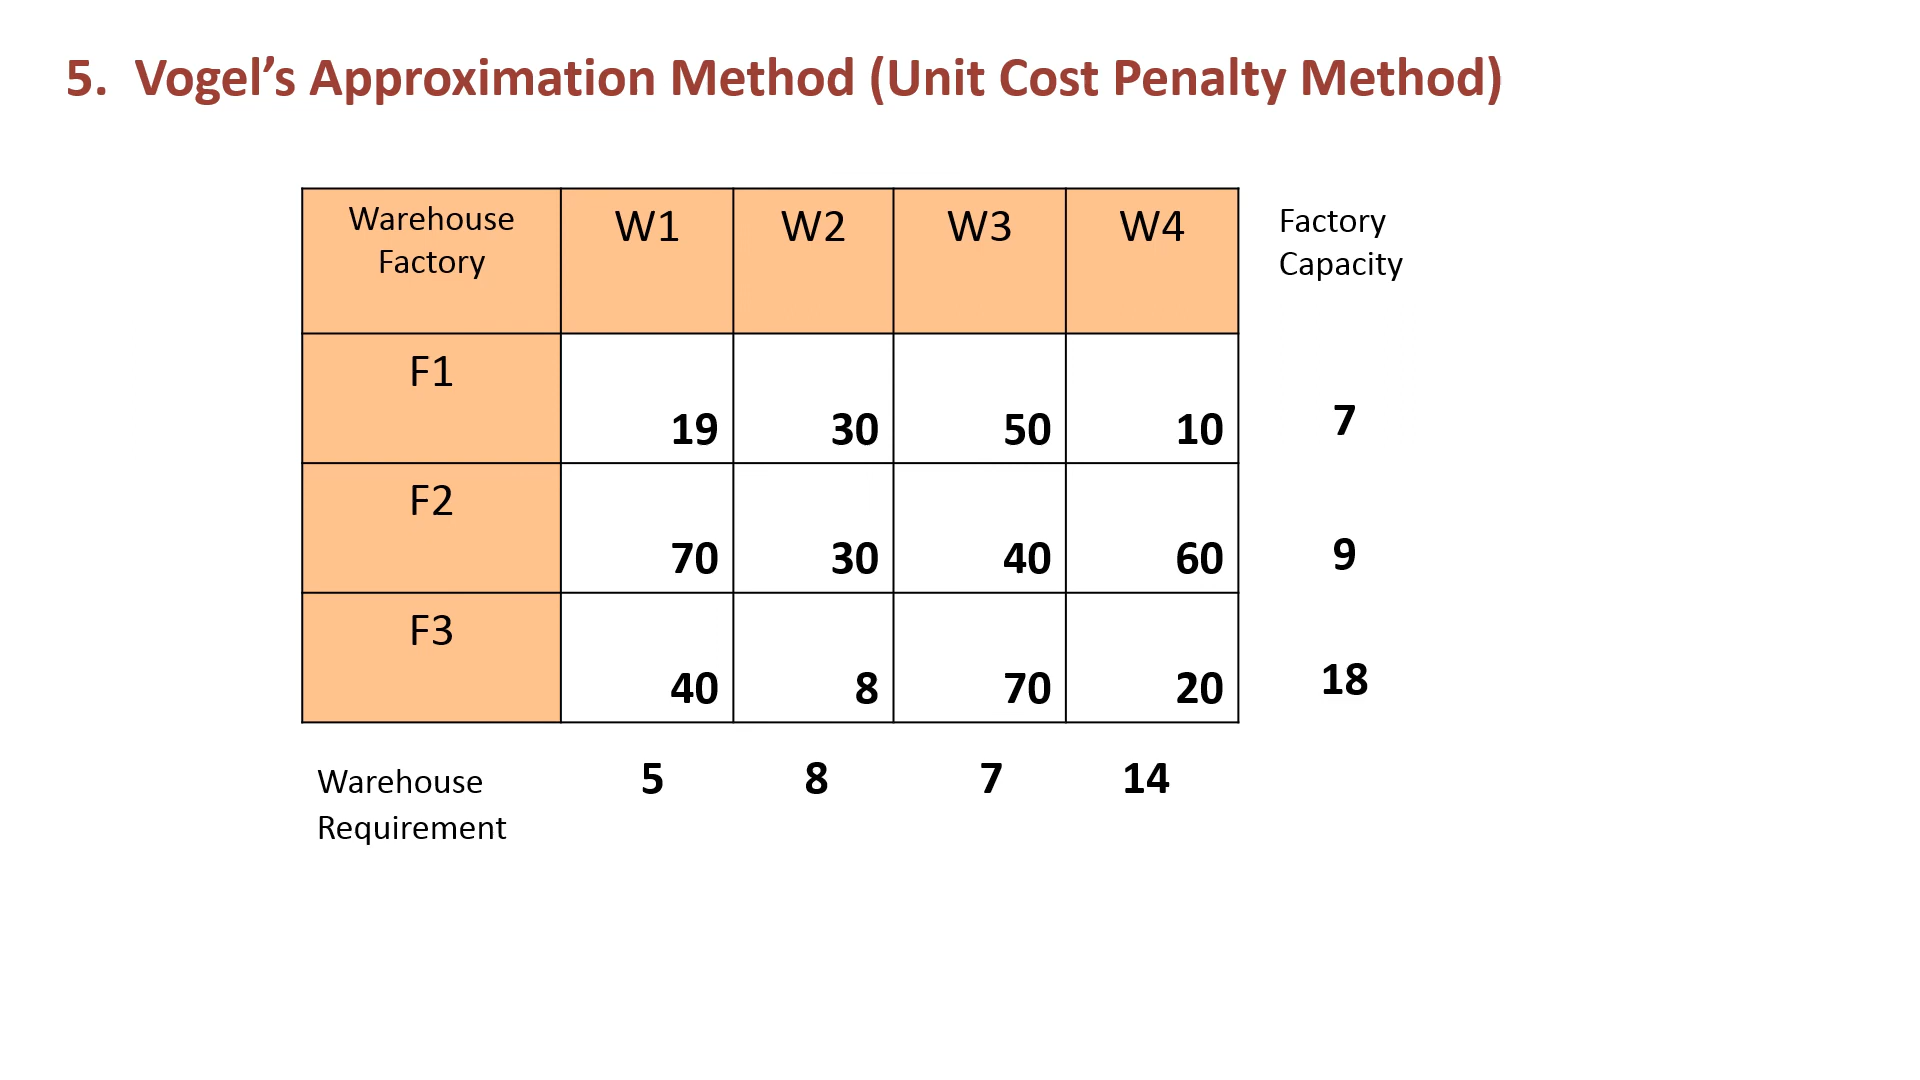 5. Vogel’s Approximation Method (Unit Cost Penalty Method)
Warehouse
Factory
W1 W2 W3 W4
Factory
Capacity
F1
19 30 50 10 7
F2
70 30 40 60 9
F3
40 8 70 20 18
Warehouse
Requirement
5 8 7 14